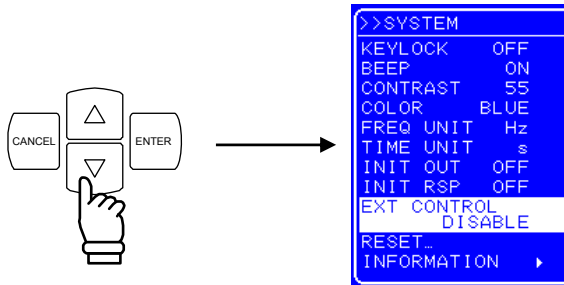 CANCEL
ENTER
>>SYSTEM
KEYLOCK OFF
BEEP ON
CONTRAST 55
COLOR BLUE
FREQ UNIT Hz
TIME UNIT s
INIT OUT OFF
INIT RSP OFF
EXT CONTROL
DISABLE
RESET…
INFORMATION